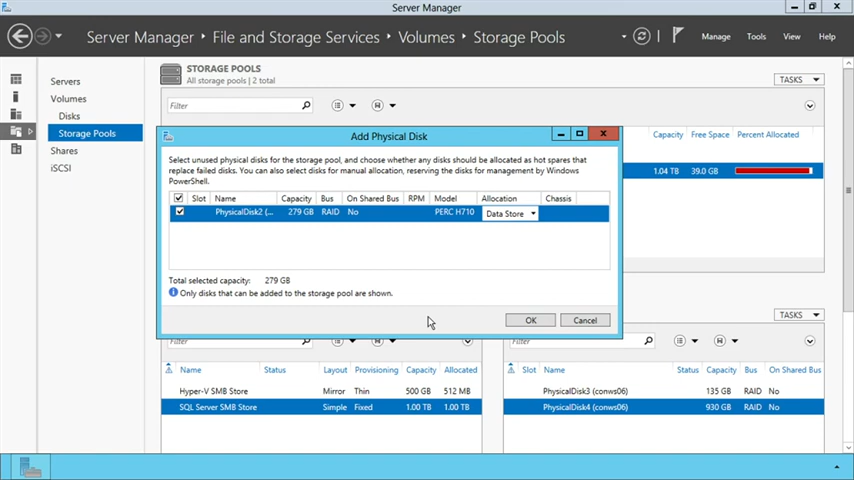 Server Manager
Server Manager › File and Storage Services › Volumes › Storage Pools
Manage Tools View Help
Servers
Volumes
Disks
Storage Pools
Shares
iSCSI
STORAGE POOLS
All storage pools | 2 total
TASKS
Filter
Capacity Free Space Percent Allocated
1.04 TB 39.0 GB
Add Physical Disk
Select unused physical disks for the storage pool, and choose whether any disks should be allocated as hot spares that
replace failed disks. You can also select disks for manual allocation, reserving the disks for management by Windows
PowerShell.
Slot Name Capacity Bus On Shared Bus RPM Model Allocation Chassis
PhysicalDisk2 (... 279 GB RAID No PERC H710 Data Store
Total selected capacity: 279 GB
Only disks that can be added to the storage pool are shown.
OK Cancel
TASKS
Filter
Name Status Layout Provisioning Capacity Allocated
Hyper-V SMB Store Mirror Thin 500 GB 512 MB
SQL Server SMB Store Simple Fixed 1.00 TB 1.00 TB
Filter
Slot Name Status Capacity Bus On Shared Bus
PhysicalDisk3 (conws06) 135 GB RAID No
PhysicalDisk4 (conws06) 930 GB RAID No